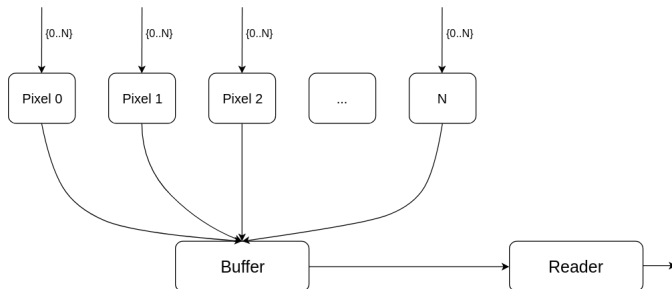 {0..N} {0..N} {0..N} {0..N}
Pixel 0 Pixel 1 Pixel 2 ... N
Buffer Reader